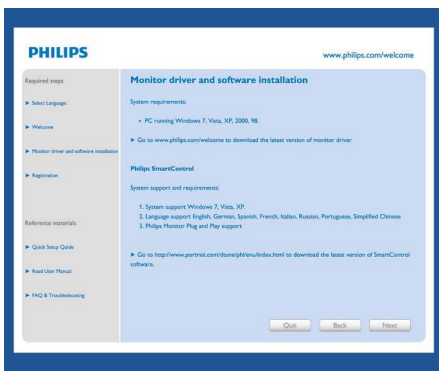 PHILIPS
www.philips.com/welcome
Required steps
Select Language:
Welcome
Monitor driver and software installation
Registration
Reference materials
Quick Setup Guide
Read User Manual
FAQ & Troubleshooting
Monitor driver and software installation
System requirements:
PC running Windows 7, Vista, XP, 2000, 98.
Go to www.philips.com/welcome to download the latest version of monitor driver
Philips SmartControl
System support and requirements:
1. System support Windows 7, Vista, XP.
2. Language support English, German, Spanish, French, Italian, Russian, Portuguese, Simplified Chinese
3. Philips Monitor Plug and Play support
Go to http://www.portrait.com/dtune/phl/enu/index.html to download the latest version of SmartControl
software.
Quit
Back
Next